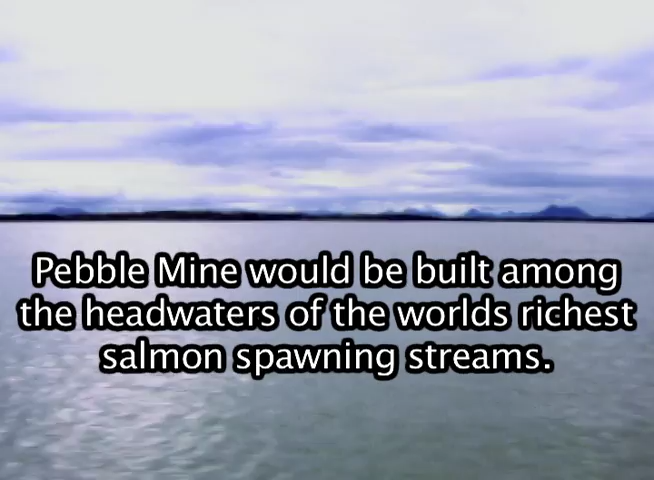 Pebble Mine would be built among
the headwaters of the worlds richest
salmon spawning streams.